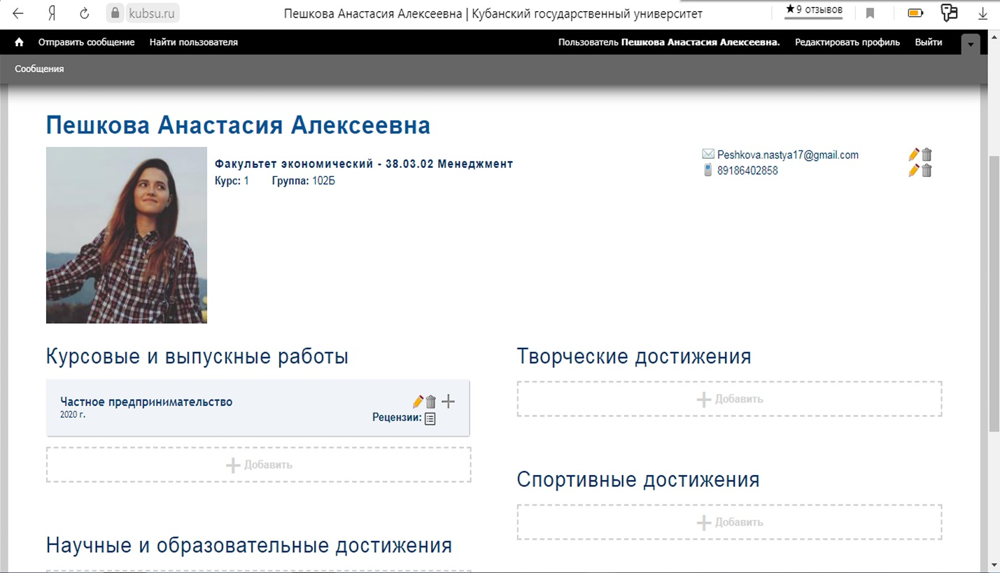 kubsu.ru
Пешкова Анастасия Алексеевна | Кубанский государственный университет
★9 отзывов
Отправить сообщение Найти пользователя
Пользователь Пешкова Анастасия Алексеевна. Редактировать профиль Выйти
Сообщения
Пешкова Анастасия Алексеевна
Факультет экономический - 38.03.02 Менеджмент
Курс: 1 Группа: 102Б
Peshkova.nastya17@gmail.com
89186402858
Курсовые и выпускные работы
Частное предпринимательство
2020 г.
Рецензии:
Добавить
Научные и образовательные достижения
Творческие достижения
Добавить
Спортивные достижения
Добавить